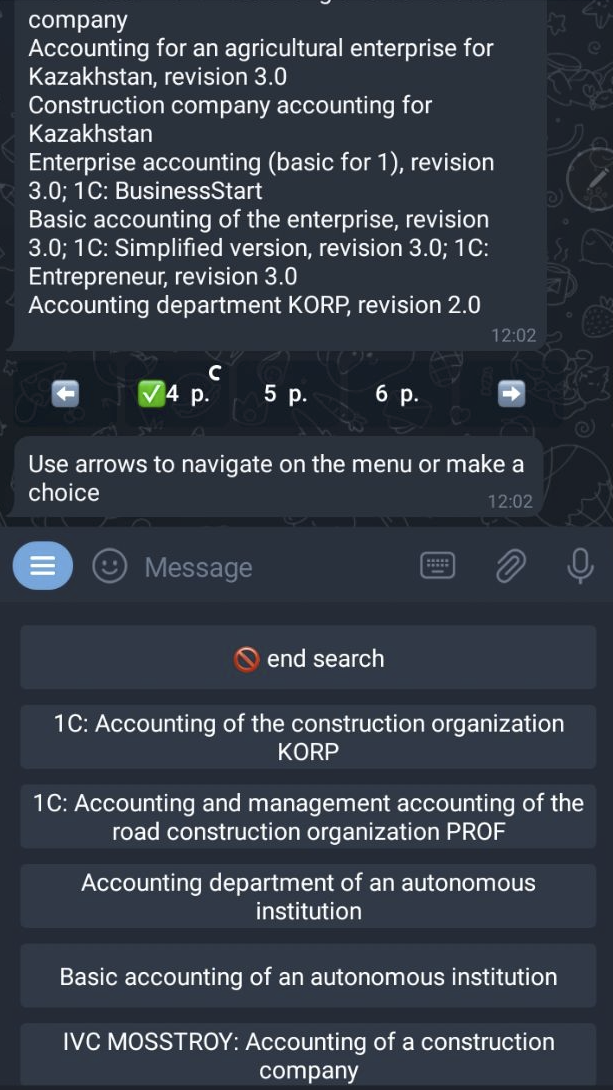 company
Accounting for an agricultural enterprise for
Kazakhstan, revision 3.0
Construction company accounting for
Kazakhstan
Enterprise accounting (basic for 1), revision
3.0; 1C: BusinessStart
Basic accounting of the enterprise, revision
3.0; 1C: Simplified version, revision 3.0; 1C:
Entrepreneur, revision 3.0
Accounting department KORP, revision 2.0
12:02
✅4 p. C 5 p. 6 p.
Use arrows to navigate on the menu or make a
choice
12:02
Message
🚫 end search
1C: Accounting of the construction organization
KORP
1C: Accounting and management accounting of the
road construction organization PROF
Accounting department of an autonomous
institution
Basic accounting of an autonomous institution
IVC MOSSTROY: Accounting of a construction
company